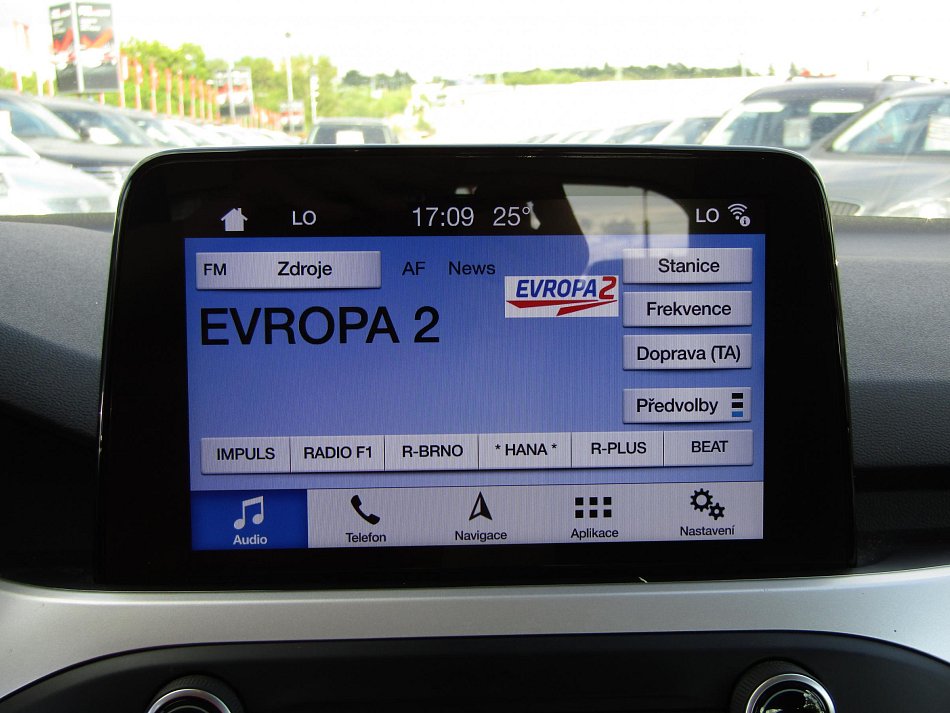 LO 17:09 25° LO
FM Zdroje AF News
EVROPA 2
EVROPA 2
Stanice
Frekvence
Doprava (TA)
Předvolby
IMPULS RADIO F1 R-BRNO * HANA * R-PLUS BEAT
Audio Telefon Navigace Aplikace Nastavení